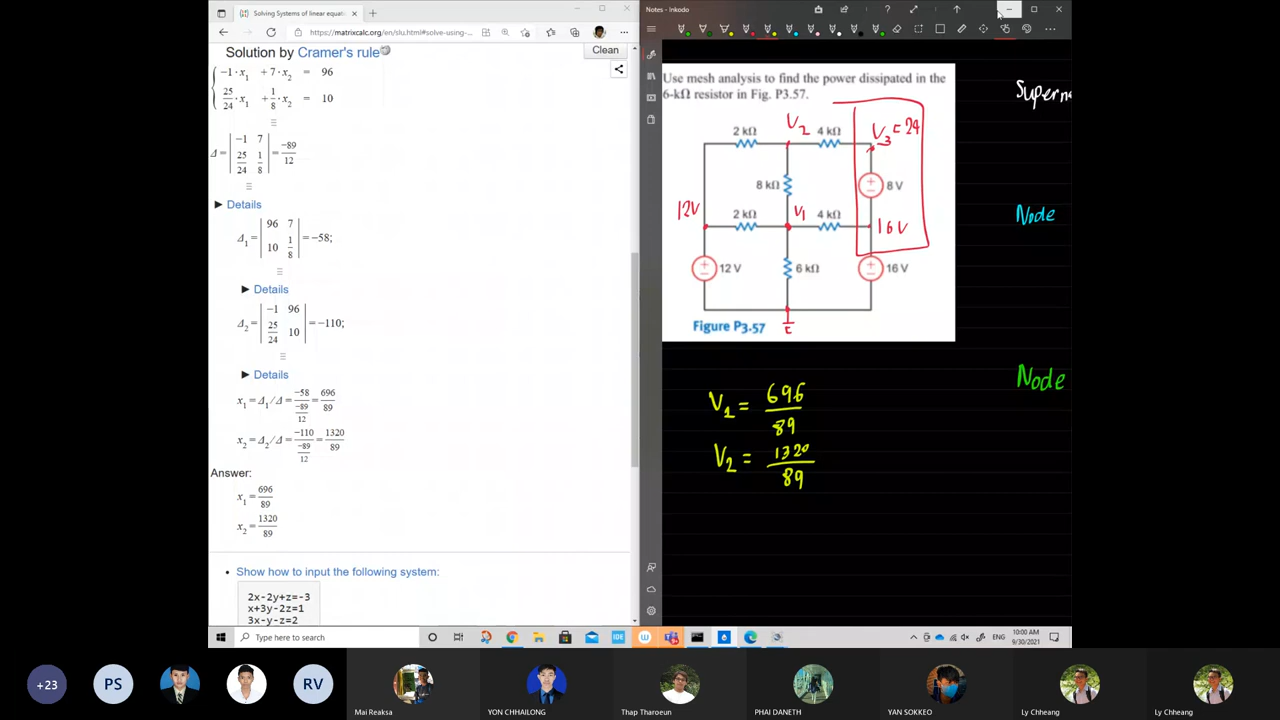 Solving Systems of linear equat
https://matrixcalc.org/en/slu.html#solve-using-
Clean
Solution by Cramer's rule
−1·x1 +7·x2 = 96
25/24·x1 +1/8·x2 = 10
Δ = |−1 7; 25/24 1/8| = −89/12
► Details
Δ1 = |96 7; 10 1/8| = −58;
► Details
Δ2 = |−1 96; 25/24 10| = −110;
► Details
x1 = Δ1 / Δ = −58/(−89/12) = 696/89
x2 = Δ2 / Δ = −110/(−89/12) = 1320/89
Answer:
x1 = 696/89
x2 = 1320/89
• Show how to input the following system:
2x-2y+z=-3
x+3y-2z=1
3x-y-z=2
Notes - Inkodo
Use mesh analysis to find the power dissipated in the
6-kΩ resistor in Fig. P3.57.
2 kΩ
V2
4 kΩ
V3 = 24
8 kΩ
8 V
12V
2 kΩ
V1
4 kΩ
16V
12 V
6 kΩ
16 V
Figure P3.57
V1 = 696/89
V2 = 1320/89
Supern
Node
Node
Type here to search
IDE
ENG
10:00 AM
9/30/2021
+23
PS
RV
Mai Reaksa
YON CHHAILONG
Thap Tharoeun
PHAI DANETH
YAN SOKKEO
Ly Chheang
Ly Chheang